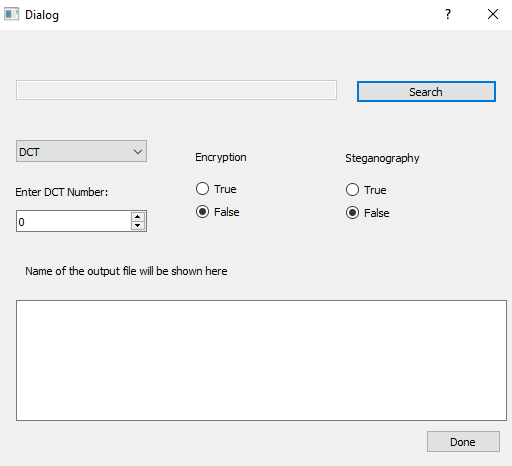 Dialog
?
Search
DCT
Encryption
Steganography
Enter DCT Number:
True
True
0
False
False
Name of the output file will be shown here
Done